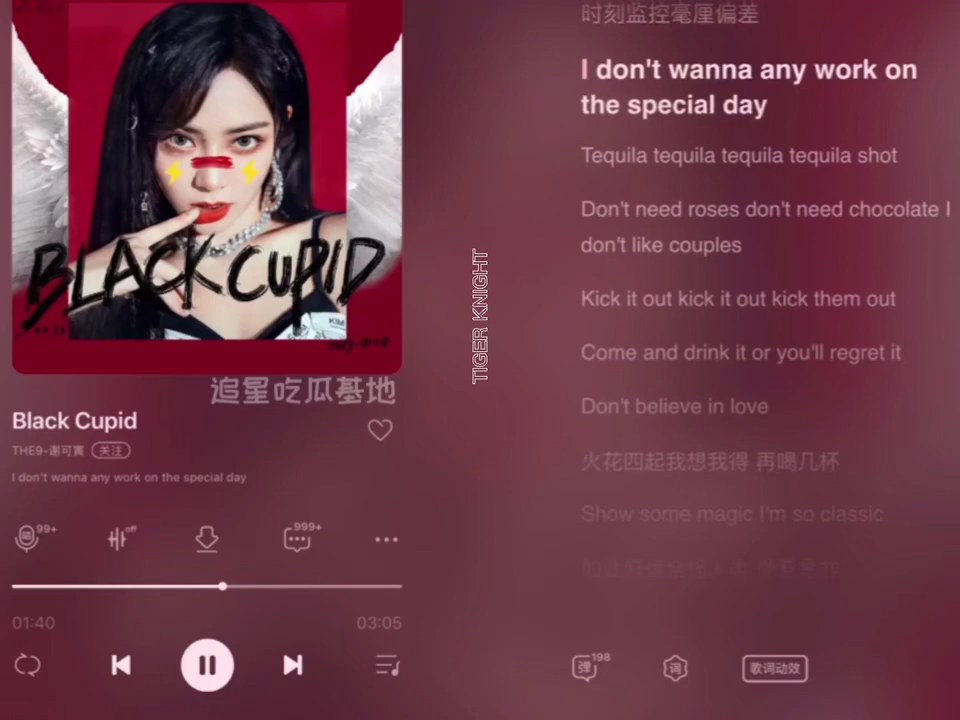 BLACK CUPID
追星吃瓜基地
Black Cupid
THE9-谢可寅 关注
I don't wanna any work on the special day
唱 99+
off
999+
01:40
03:05
TIGER KNIGHT
时刻监控毫厘偏差
I don't wanna any work on
the special day
Tequila tequila tequila tequila shot
Don't need roses don't need chocolate I
don't like couples
Kick it out kick it out kick them out
Come and drink it or you'll regret it
Don't believe in love
火花四起我想我得 再喝几杯
Show some magic I'm so classic
弹 198
词
歌词动效